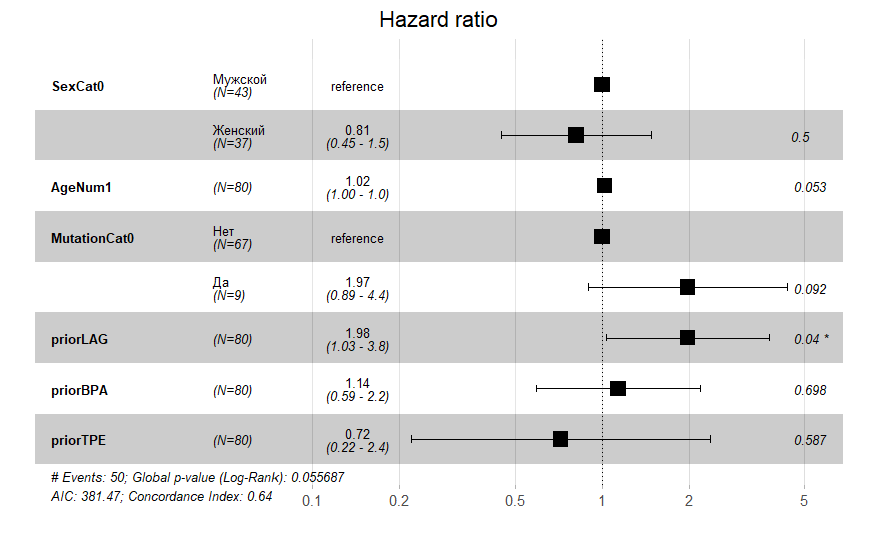 Hazard ratio
SexCat0
Мужской
(N=43)
reference
Женский
(N=37)
0.81
(0.45 - 1.5)
0.5
AgeNum1
(N=80)
1.02
(1.00 - 1.0)
0.053
MutationCat0
Нет
(N=67)
reference
Да
(N=9)
1.97
(0.89 - 4.4)
0.092
priorLAG
(N=80)
1.98
(1.03 - 3.8)
0.04 *
priorBPA
(N=80)
1.14
(0.59 - 2.2)
0.698
priorTPE
(N=80)
0.72
(0.22 - 2.4)
0.587
# Events: 50; Global p-value (Log-Rank): 0.055687
AIC: 381.47; Concordance Index: 0.64
0.1 0.2 0.5 1 2 5